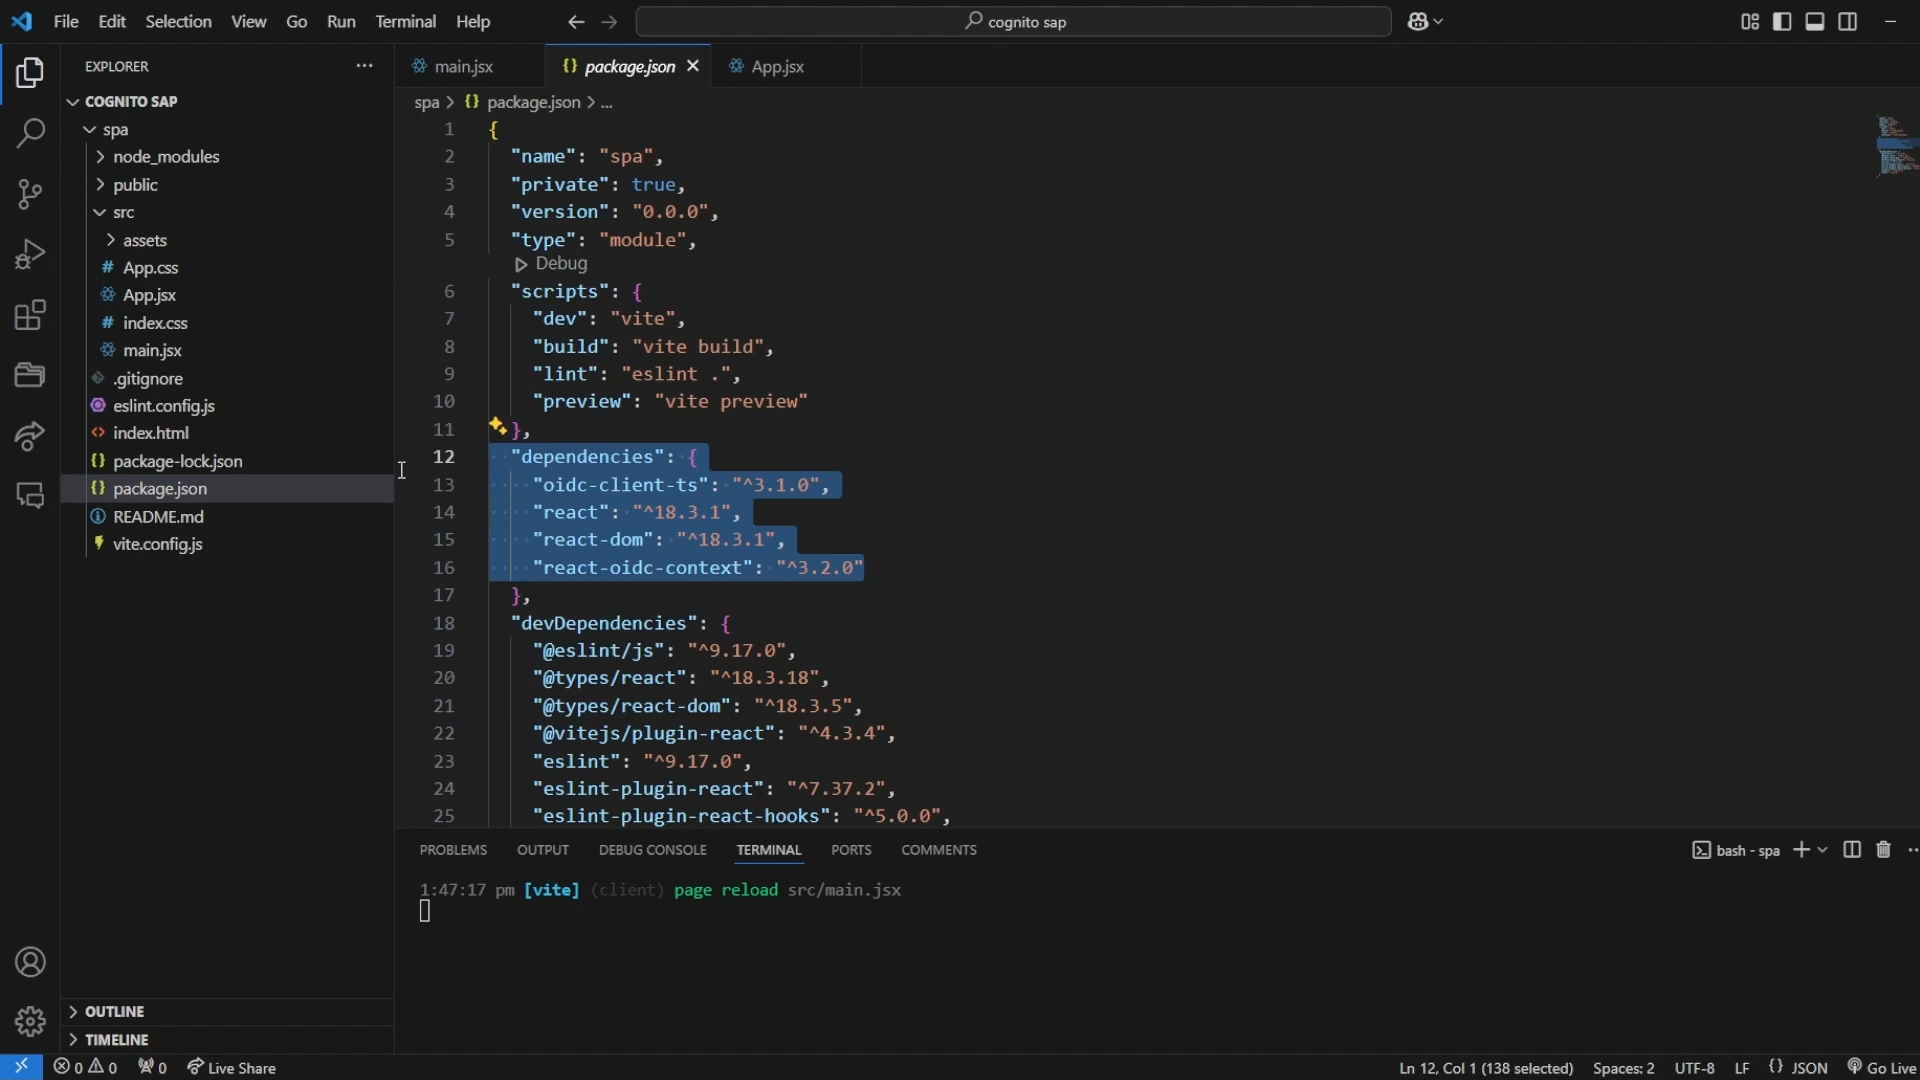 File Edit Selection View Go Run Terminal Help
cognito sap
EXPLORER
COGNITO SAP
spa
node_modules
public
src
assets
App.css
App.jsx
index.css
main.jsx
.gitignore
eslint.config.js
index.html
package-lock.json
package.json
README.md
vite.config.js
OUTLINE
TIMELINE
main.jsx
package.json
App.jsx
spa > {} package.json > ...
1 {
2 "name": "spa",
3 "private": true,
4 "version": "0.0.0",
5 "type": "module",
Debug
6 "scripts": {
7 "dev": "vite",
8 "build": "vite build",
9 "lint": "eslint .",
10 "preview": "vite preview"
11 },
12 "dependencies": {
13 "oidc-client-ts": "^3.1.0",
14 "react": "^18.3.1",
15 "react-dom": "^18.3.1",
16 "react-oidc-context": "^3.2.0"
17 },
18 "devDependencies": {
19 "@eslint/js": "^9.17.0",
20 "@types/react": "^18.3.18",
21 "@types/react-dom": "^18.3.5",
22 "@vitejs/plugin-react": "^4.3.4",
23 "eslint": "^9.17.0",
24 "eslint-plugin-react": "^7.37.2",
25 "eslint-plugin-react-hooks": "^5.0.0",
PROBLEMS OUTPUT DEBUG CONSOLE TERMINAL PORTS COMMENTS
bash - spa
1:47:17 pm [vite] (client) page reload src/main.jsx
0 0 0 Live Share
Ln 12, Col 1 (138 selected) Spaces: 2 UTF-8 LF {} JSON Go Live